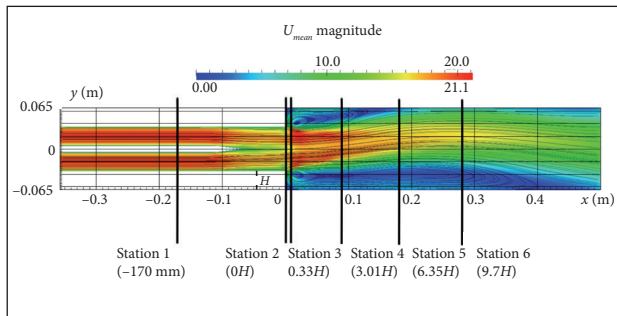 U_mean magnitude
10.0 20.0
0.00 21.1
y (m)
0.065
0
−0.065
H
−0.3 −0.2 −0.1 0 0.1 0.2 0.3 0.4 x (m)
Station 1 Station 2 Station 3 Station 4 Station 5 Station 6
(−170 mm) (0H) 0.33H) (3.01H) (6.35H) (9.7H)